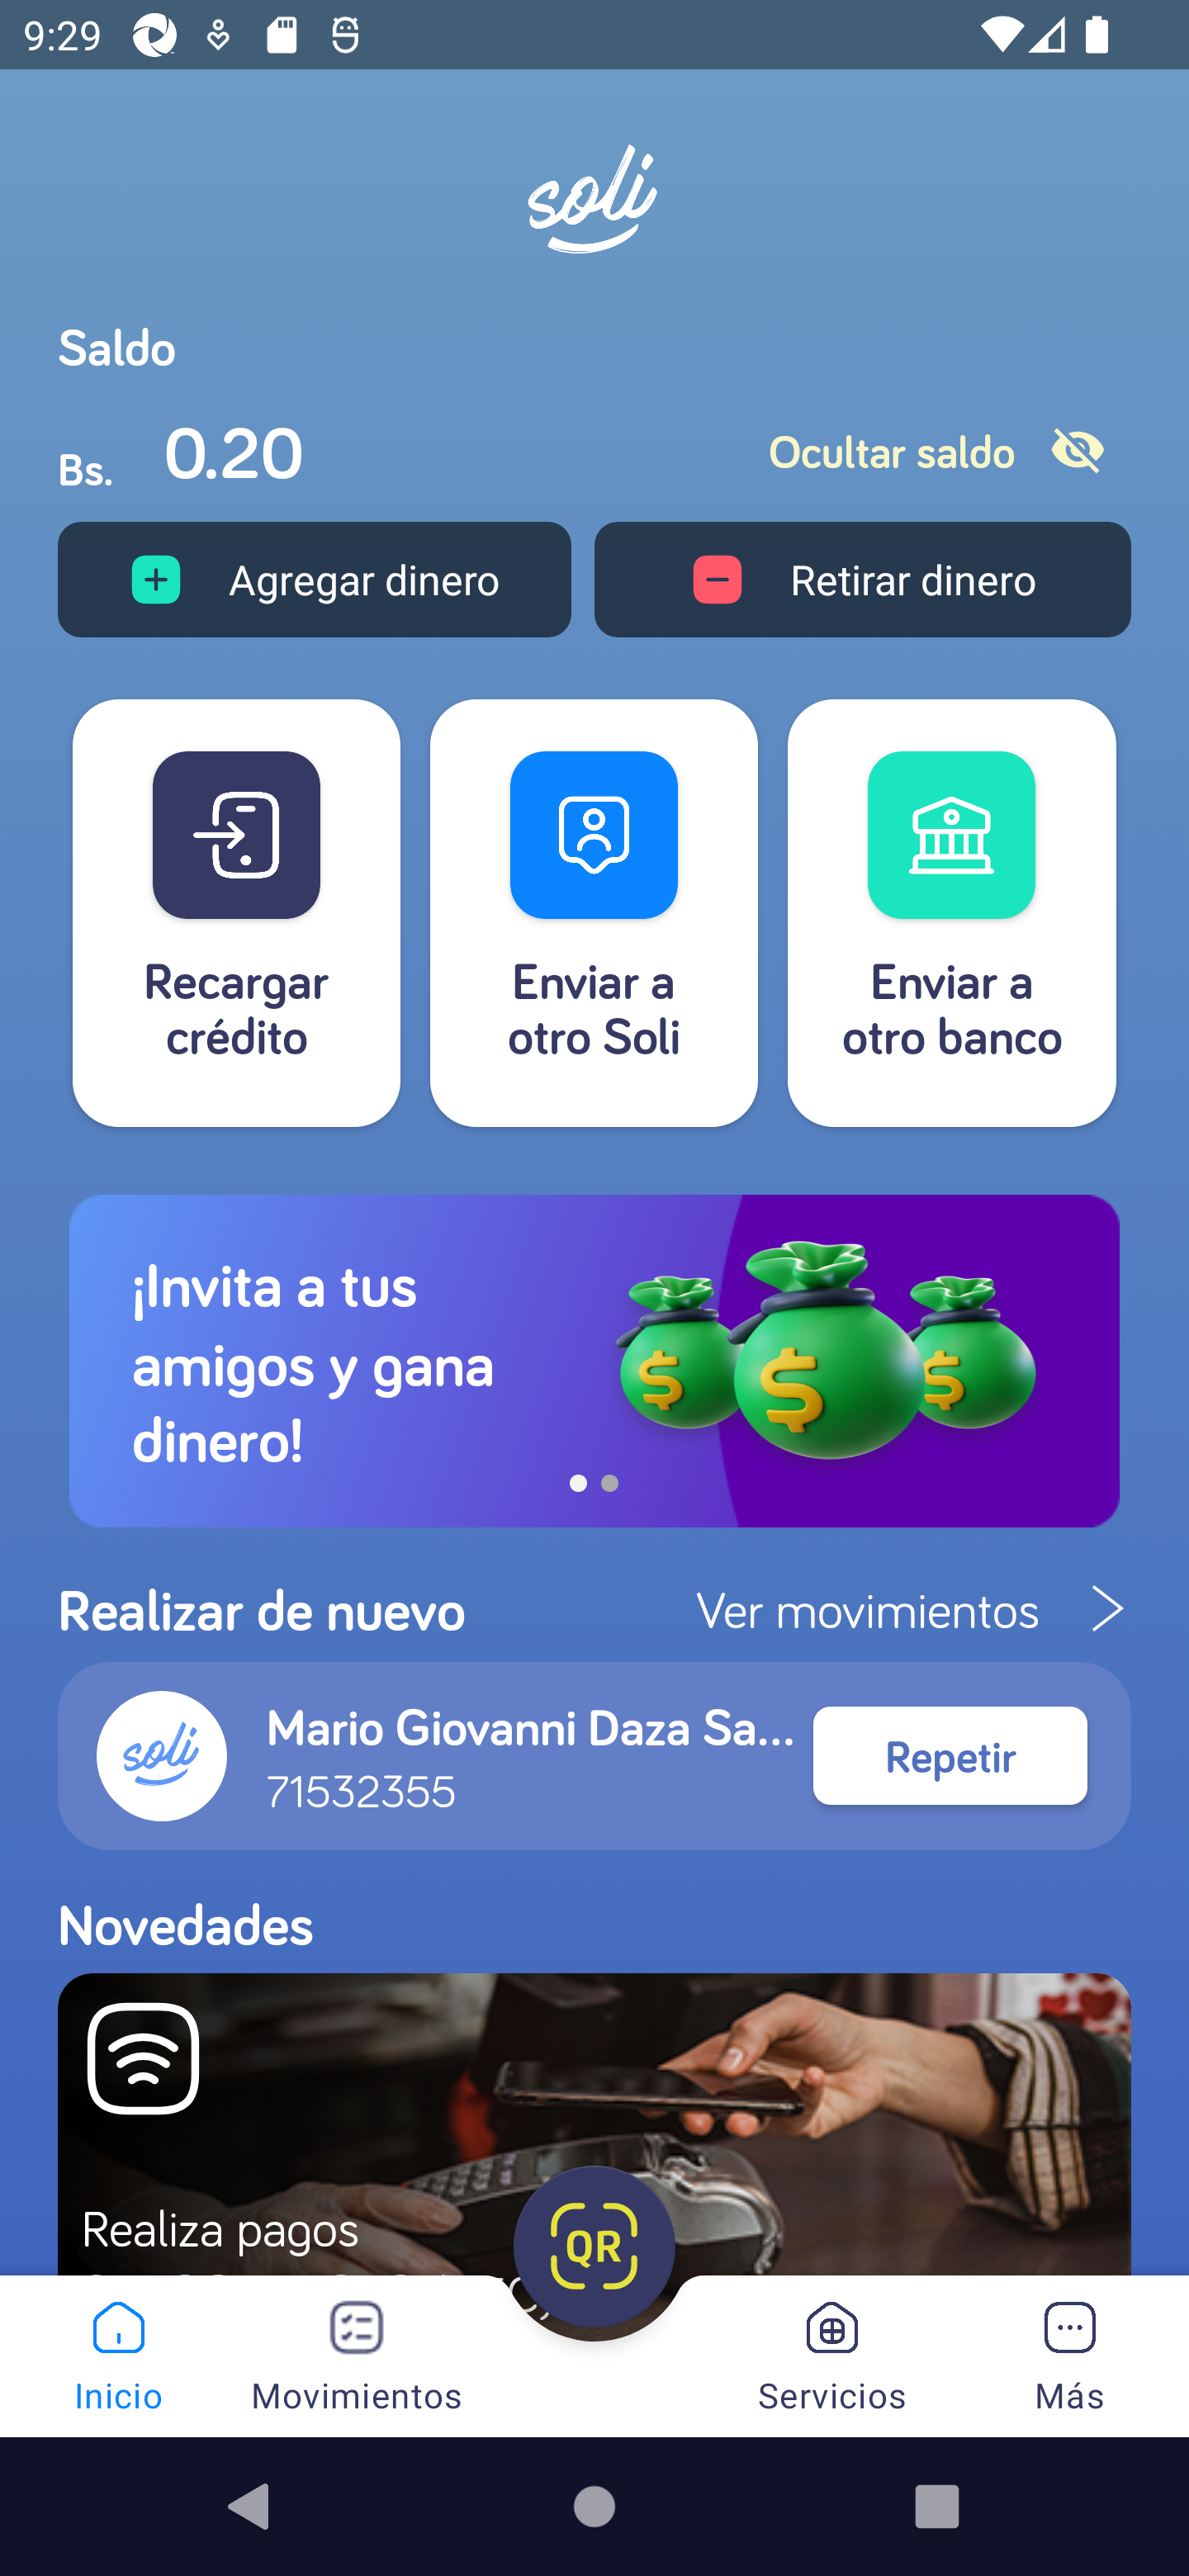 9:29
soli
Saldo
Bs. 0.20
Ocultar saldo
Agregar dinero
Retirar dinero
Recargar
crédito
Enviar a
otro Soli
Enviar a
otro banco
¡Invita a tus
amigos y gana
dinero!
Realizar de nuevo
Ver movimientos
soli
Mario Giovanni Daza Sa...
71532355
Repetir
Novedades
Realiza pagos
QR
Inicio
Movimientos
Servicios
Más